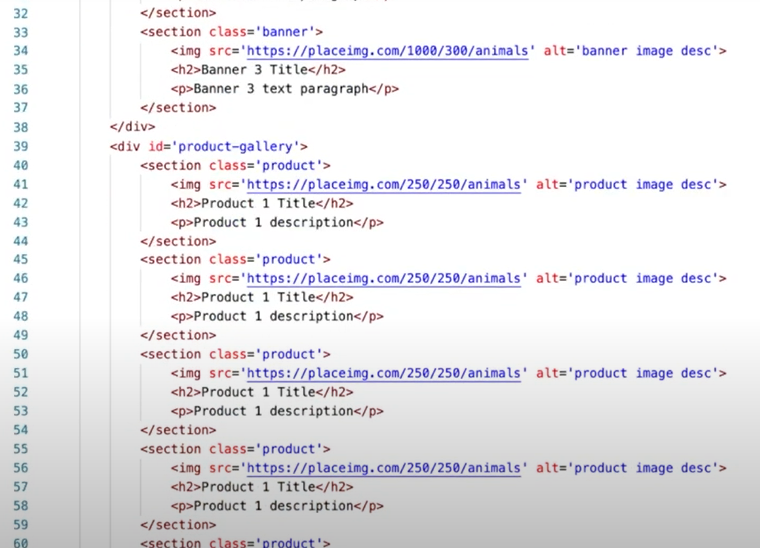 32 </section>
33 <section class='banner'>
34 <img src='https://placeimg.com/1000/300/animals' alt='banner image desc'>
35 <h2>Banner 3 Title</h2>
36 <p>Banner 3 text paragraph</p>
37 </section>
38 </div>
39 <div id='product-gallery'>
40 <section class='product'>
41 <img src='https://placeimg.com/250/250/animals' alt='product image desc'>
42 <h2>Product 1 Title</h2>
43 <p>Product 1 description</p>
44 </section>
45 <section class='product'>
46 <img src='https://placeimg.com/250/250/animals' alt='product image desc'>
47 <h2>Product 1 Title</h2>
48 <p>Product 1 description</p>
49 </section>
50 <section class='product'>
51 <img src='https://placeimg.com/250/250/animals' alt='product image desc'>
52 <h2>Product 1 Title</h2>
53 <p>Product 1 description</p>
54 </section>
55 <section class='product'>
56 <img src='https://placeimg.com/250/250/animals' alt='product image desc'>
57 <h2>Product 1 Title</h2>
58 <p>Product 1 description</p>
59 </section>
60 <section class='product'>